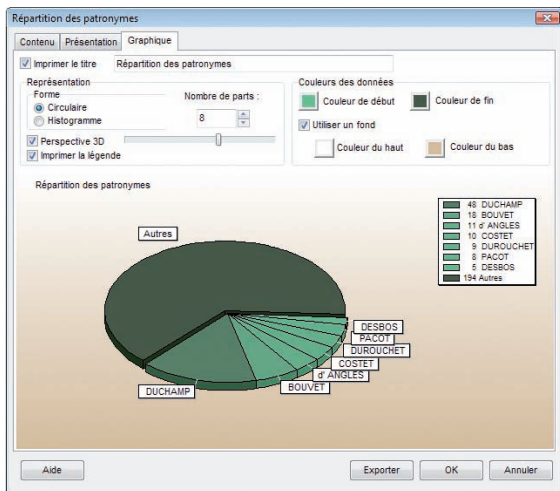 Répartition des patronymes
Contenu Présentation Graphique
Imprimer le titre Répartition des patronymes
Représentation
Forme
Circulaire
Histogramme
Nombre de parts :
8
Perspective 3D
Imprimer la légende
Couleurs des données
Couleur de début Couleur de fin
Utiliser un fond
Couleur du haut Couleur du bas
Répartition des patronymes
48 DUCHAMP
18 BOUVET
11 d' ANGLES
10 COSTET
9 DUROUCHET
8 PACOT
5 DESBOS
194 Autres
Autres
DESBOS
PACOT
DUROUCHET
COSTET
d' ANGLES
BOUVET
DUCHAMP
Aide Exporter OK Annuler